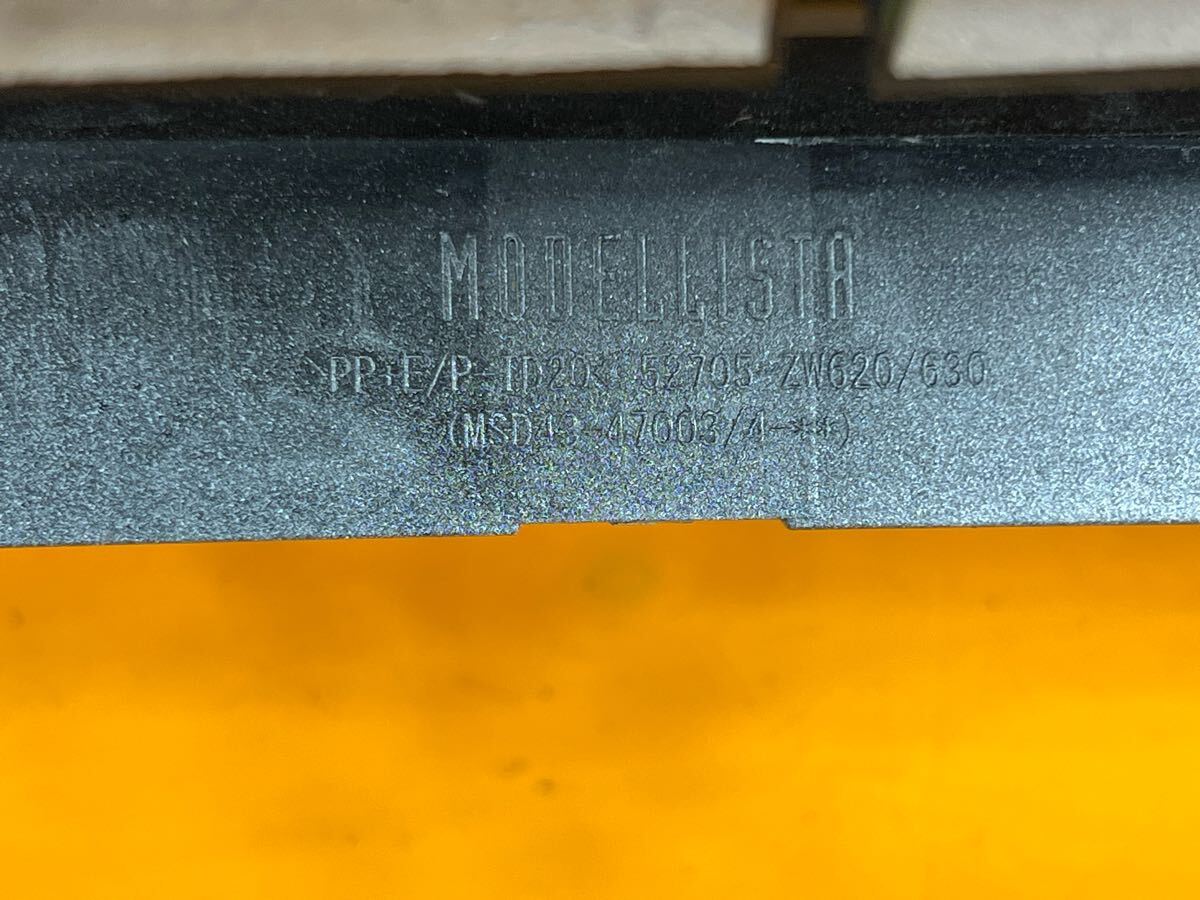 MODELLISTA
>PP+E/P-TD20< 52705-ZW620/630
(MSD43-47003/4-**)